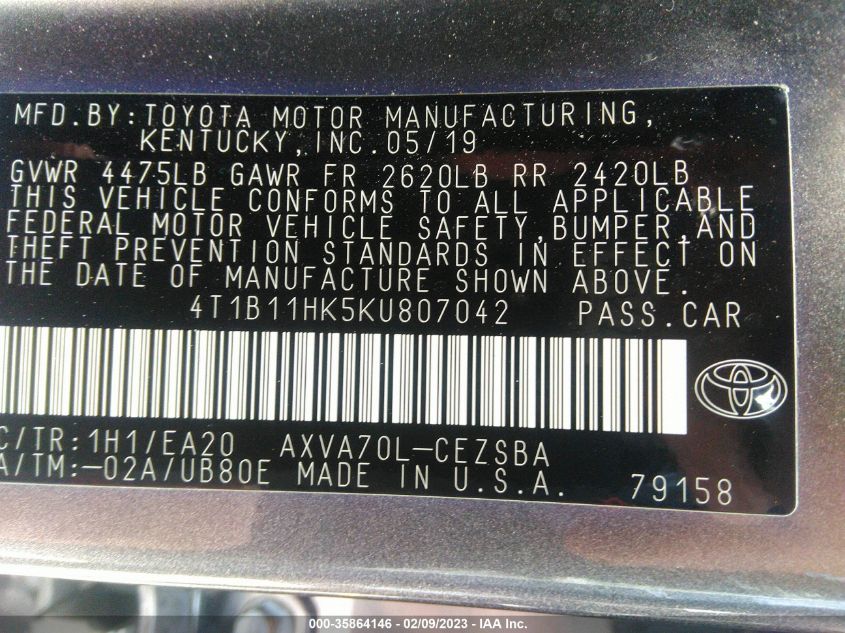 MFD.BY:TOYOTA MOTOR MANUFACTURING,
KENTUCKY,INC.05/19
GVWR 4475LB GAWR FR 2620LB RR 2420LB
THIS VEHICLE CONFORMS TO ALL APPLICABLE
FEDERAL MOTOR VEHICLE SAFETY,BUMPER,AND
THEFT PREVENTION STANDARDS IN EFFECT ON
THE DATE OF MANUFACTURE SHOWN ABOVE.
4T1B11HK5KU807042 PASS.CAR
C/TR:1H1/EA20 AXVA70L-CEZSBA
A/TM:-02A/UB80E MADE IN U.S.A. 79158
000-35864146 - 02/09/2023 - IAA Inc.